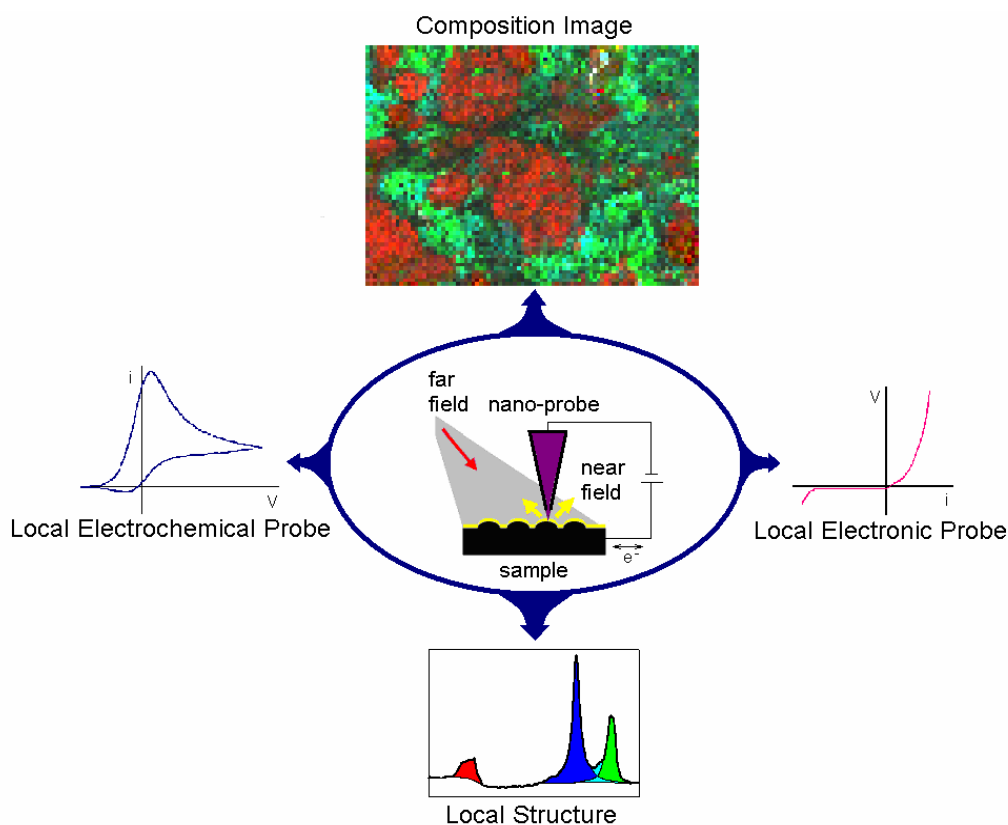 Composition Image
i
V
Local Electrochemical Probe
far
field
nano-probe
near
field
e⁻
sample
V
i
Local Electronic Probe
Local Structure